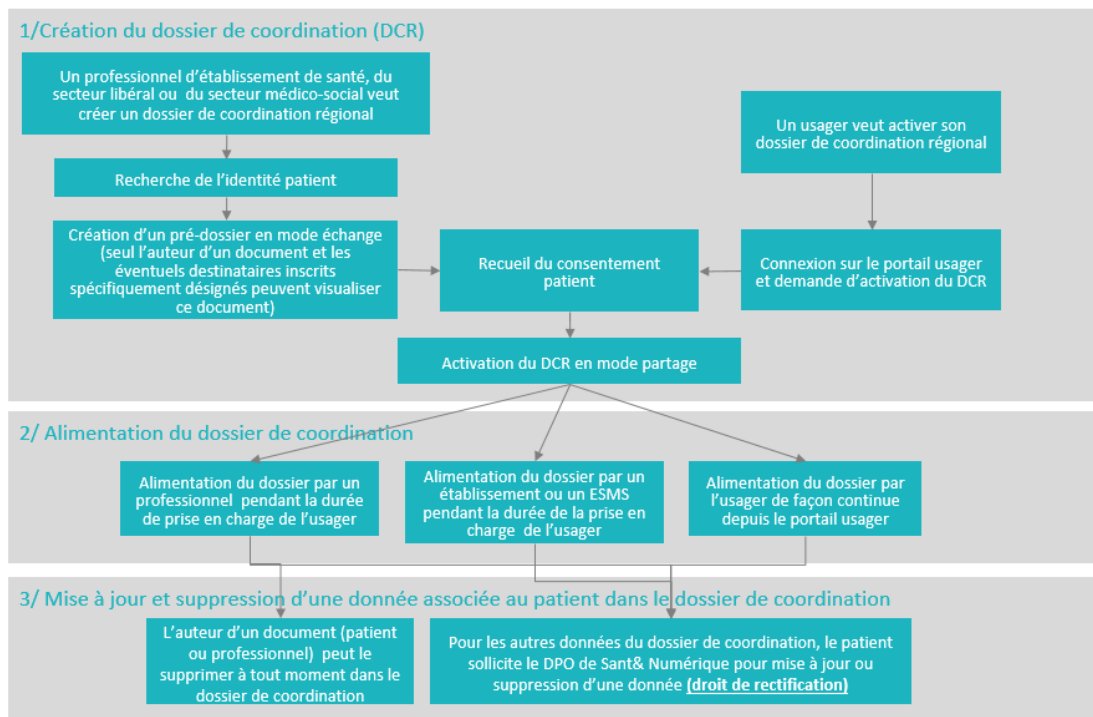 1/Création du dossier de coordination (DCR)
Un professionnel d'établissement de santé, du
secteur libéral ou du secteur médico-social veut
créer un dossier de coordination régional
Un usager veut activer son
dossier de coordination régional
Recherche de l'identité patient
Création d'un pré-dossier en mode échange
(seul l'auteur d'un document et les
éventuels destinataires inscrits
spécifiquement désignés peuvent visualiser
ce document)
Recueil du consentement
patient
Connexion sur le portail usager
et demande d'activation du DCR
Activation du DCR en mode partage
2/ Alimentation du dossier de coordination
Alimentation du dossier par un
professionnel pendant la durée
de prise en charge de l'usager
Alimentation du dossier par un
établissement ou un ESMS
pendant la durée de la prise en
charge de l'usager
Alimentation du dossier par
l'usager de façon continue
depuis le portail usager
3/ Mise à jour et suppression d'une donnée associée au patient dans le dossier de coordination
L'auteur d'un document (patient
ou professionnel) peut le
supprimer à tout moment dans le
dossier de coordination
Pour les autres données du dossier de coordination, le patient
sollicite le DPO de Sant& Numérique pour mise à jour ou
suppression d'une donnée (droit de rectification)